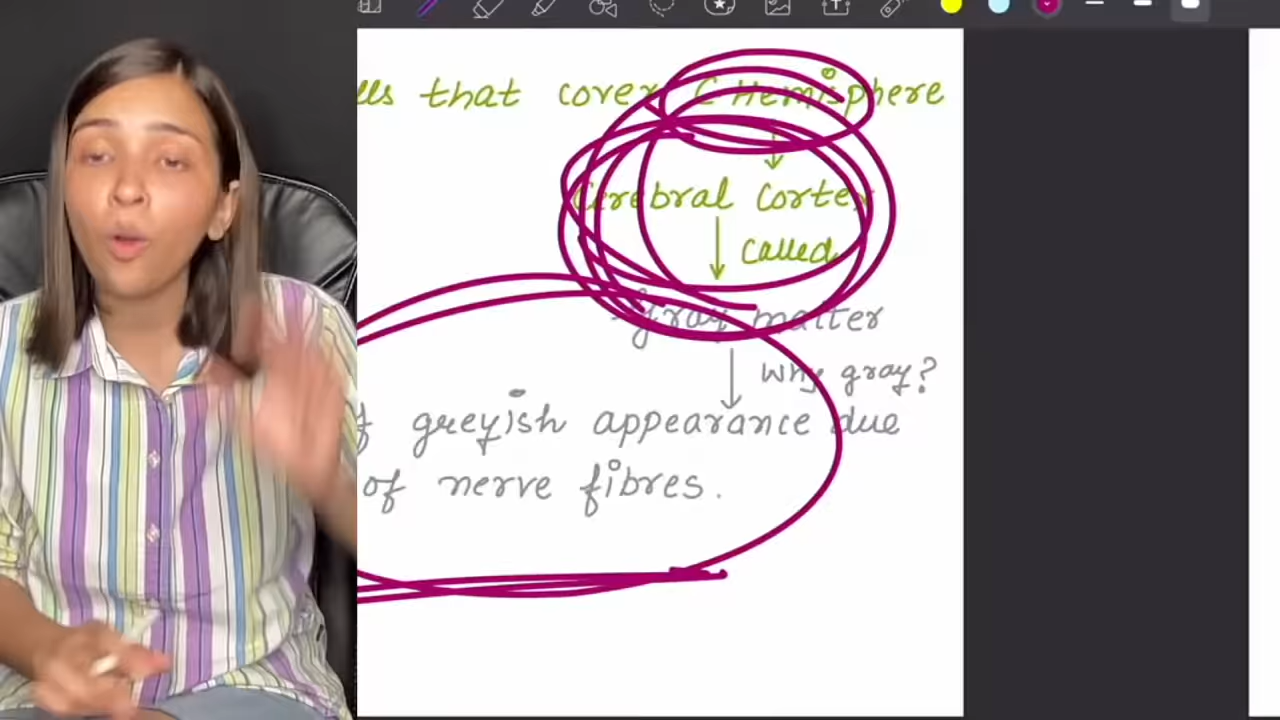 lls that cover C Hemisphere
Cerebral Cortex
Called
gray matter
Why gray?
greyish appearance due
of nerve fibres.